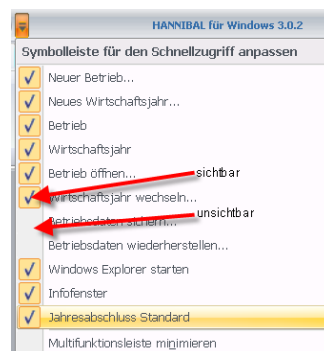 HANNIBAL für Windows 3.0.2
Symbolleiste für den Schnellzugriff anpassen
Neuer Betrieb...
Neues Wirtschaftsjahr...
Betrieb
Wirtschaftsjahr
Betrieb öffnen...
sichtbar
Wirtschaftsjahr wechseln...
unsichtbar
Betriebsdaten sichern...
Betriebsdaten wiederherstellen...
Windows Explorer starten
Infofenster
Jahresabschluss Standard
Multifunktionsleiste minimieren